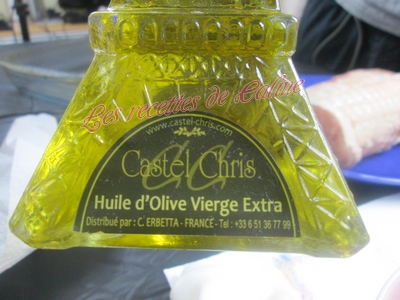 Les recettes de Celine
www.castel-chris.com
Castel Chris
Huile d'Olive Vierge Extra
Distribué par : C. ERBETTA - FRANCE - Tel : +33 6 51 36 77 99